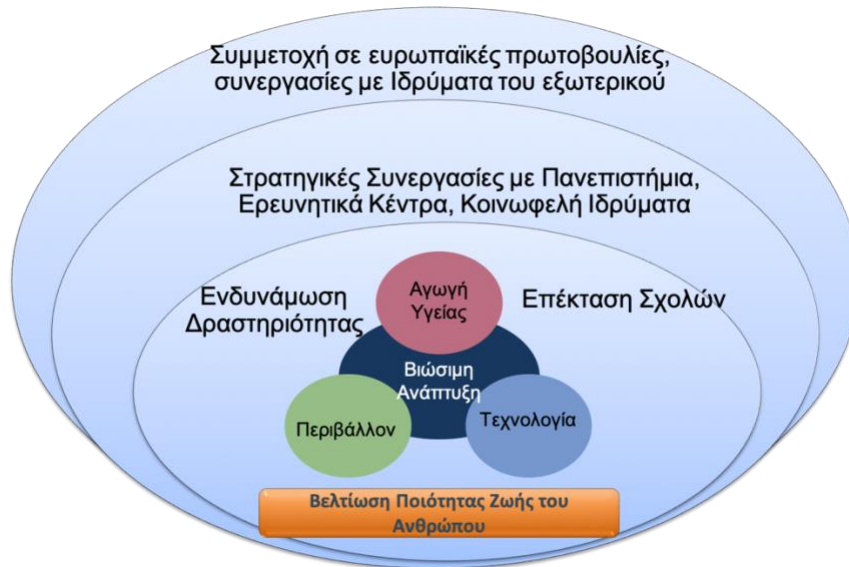 Συμμετοχή σε ευρωπαϊκές πρωτοβουλίες,
συνεργασίες με Ιδρύματα του εξωτερικού
Στρατηγικές Συνεργασίες με Πανεπιστήμια,
Ερευνητικά Κέντρα, Κοινωφελή Ιδρύματα
Ενδυνάμωση
Δραστηριότητας
Αγωγή
Υγείας
Επέκταση Σχολών
Βιώσιμη
Ανάπτυξη
Περιβάλλον
Τεχνολογία
Βελτίωση Ποιότητας Ζωής του
Ανθρώπου